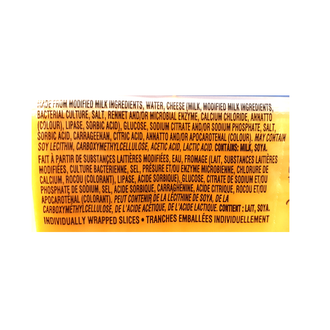 MADE FROM MODIFIED MILK INGREDIENTS, WATER, CHEESE (MILK, MODIFIED MILK INGREDIENTS,
BACTERIAL CULTURE, SALT, RENNET AND/OR MICROBIAL ENZYME, CALCIUM CHLORIDE, ANNATTO
(COLOUR), LIPASE, SORBIC ACID), GLUCOSE, SODIUM CITRATE AND/OR SODIUM PHOSPHATE, SALT,
SORBIC ACID, CARRAGEENAN, CITRIC ACID, ANNATTO AND/OR APOCAROTENAL (COLOUR). MAY CONTAIN
SOY LECITHIN, CARBOXYMETHYLCELLULOSE, ACETIC ACID, LACTIC ACID. CONTAINS: MILK, SOYA.
FAIT À PARTIR DE SUBSTANCES LAITIÈRES MODIFIÉES, EAU, FROMAGE (LAIT, SUBSTANCES LAITIÈRES
MODIFIÉES, CULTURE BACTÉRIENNE, SEL, PRÉSURE ET/OU ENZYME MICROBIENNE, CHLORURE DE
CALCIUM, ROCOU (COLORANT), LIPASE, ACIDE SORBIQUE), GLUCOSE, CITRATE DE SODIUM ET/OU
PHOSPHATE DE SODIUM, SEL, ACIDE SORBIQUE, CARRAGHÉNINE, ACIDE CITRIQUE, ROCOU ET/OU
APOCAROTÉNAL (COLORANT). PEUT CONTENIR DE LA LÉCITHINE DE SOYA, DE LA
CARBOXYMÉTHYLCELLULOSE, DE L'ACIDE ACÉTIQUE, DE L'ACIDE LACTIQUE. CONTIENT : LAIT, SOYA.
INDIVIDUALLY WRAPPED SLICES • TRANCHES EMBALLÉES INDIVIDUELLEMENT